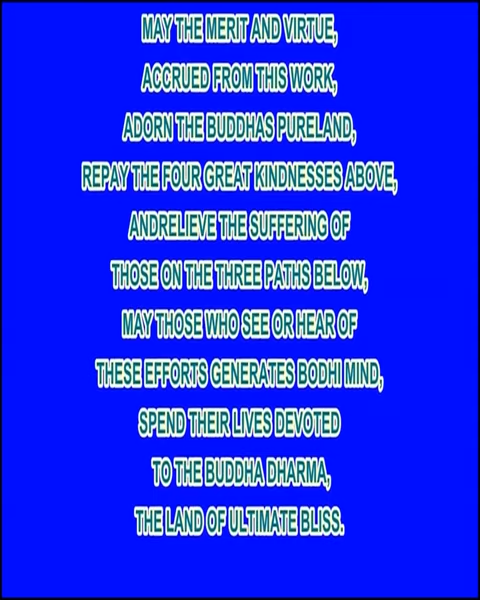 MAY THE MERIT AND VIRTUE,
ACCRUED FROM THIS WORK,
ADORN THE BUDDHAS PURELAND,
REPAY THE FOUR GREAT KINDNESSES ABOVE,
ANDRELIEVE THE SUFFERING OF
THOSE ON THE THREE PATHS BELOW,
MAY THOSE WHO SEE OR HEAR OF
THESE EFFORTS GENERATES BODHI MIND,
SPEND THEIR LIVES DEVOTED
TO THE BUDDHA DHARMA,
THE LAND OF ULTIMATE BLISS.